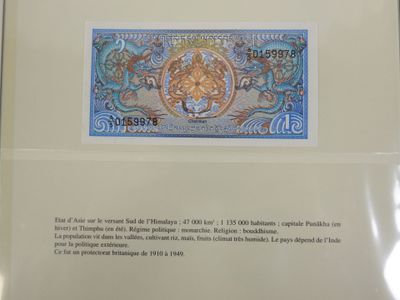 0159978
Chairman
0159978
Etat d'Asie sur le versant Sud de l'Himalaya ; 47 000 km² ; 1 135 000 habitants ; capitale Punâkha (en
hiver) et Thimphu (en été). Régime politique : monarchie. Religion : bouddhisme.
La population vit dans les vallées, cultivant riz, maïs, fruits (climat très humide). Le pays dépend de l'Inde
pour la politique extérieure.
Ce fut un protectorat britanique de 1910 à 1949.